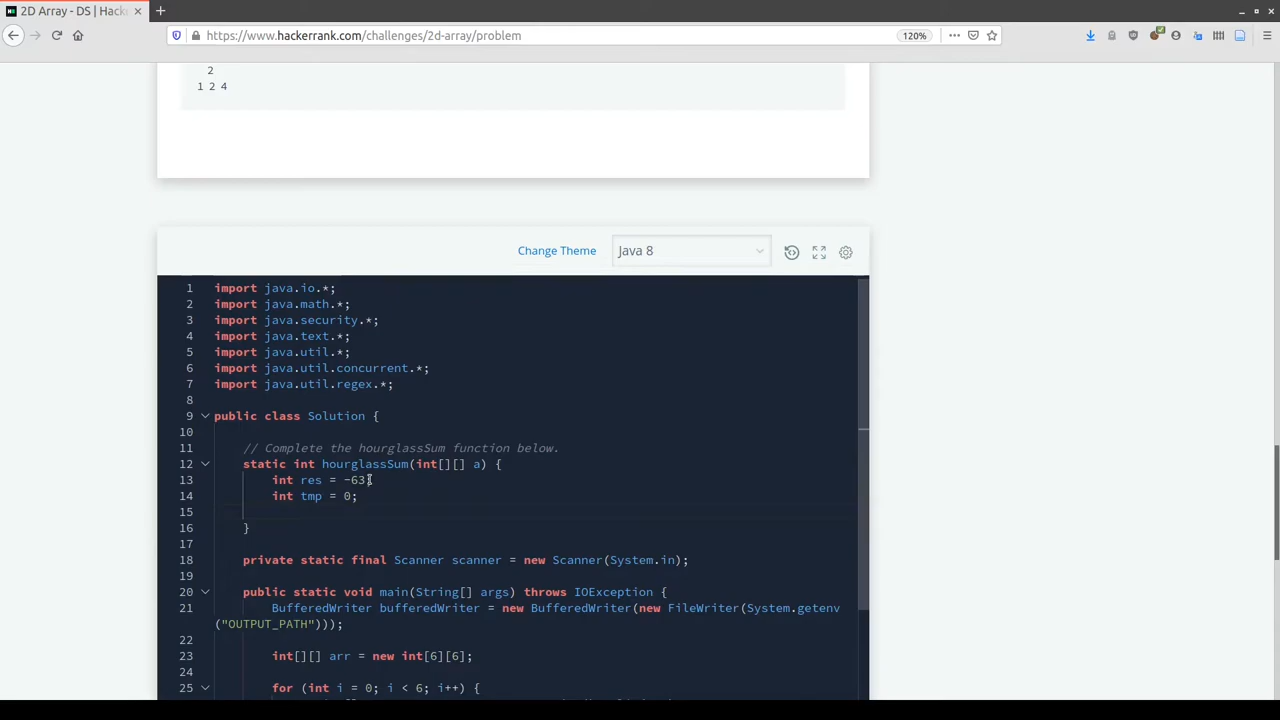 2D Array - DS | Hacke
https://www.hackerrank.com/challenges/2d-array/problem
120%
2
1 2 4
Change Theme
Java 8
1 import java.io.*;
2 import java.math.*;
3 import java.security.*;
4 import java.text.*;
5 import java.util.*;
6 import java.util.concurrent.*;
7 import java.util.regex.*;
8
9 public class Solution {
10
11 // Complete the hourglassSum function below.
12 static int hourglassSum(int[][] a) {
13 int res = -63;
14 int tmp = 0;
15
16 }
17
18 private static final Scanner scanner = new Scanner(System.in);
19
20 public static void main(String[] args) throws IOException {
21 BufferedWriter bufferedWriter = new BufferedWriter(new FileWriter(System.getenv
("OUTPUT_PATH")));
22
23 int[][] arr = new int[6][6];
24
25 for (int i = 0; i < 6; i++) {